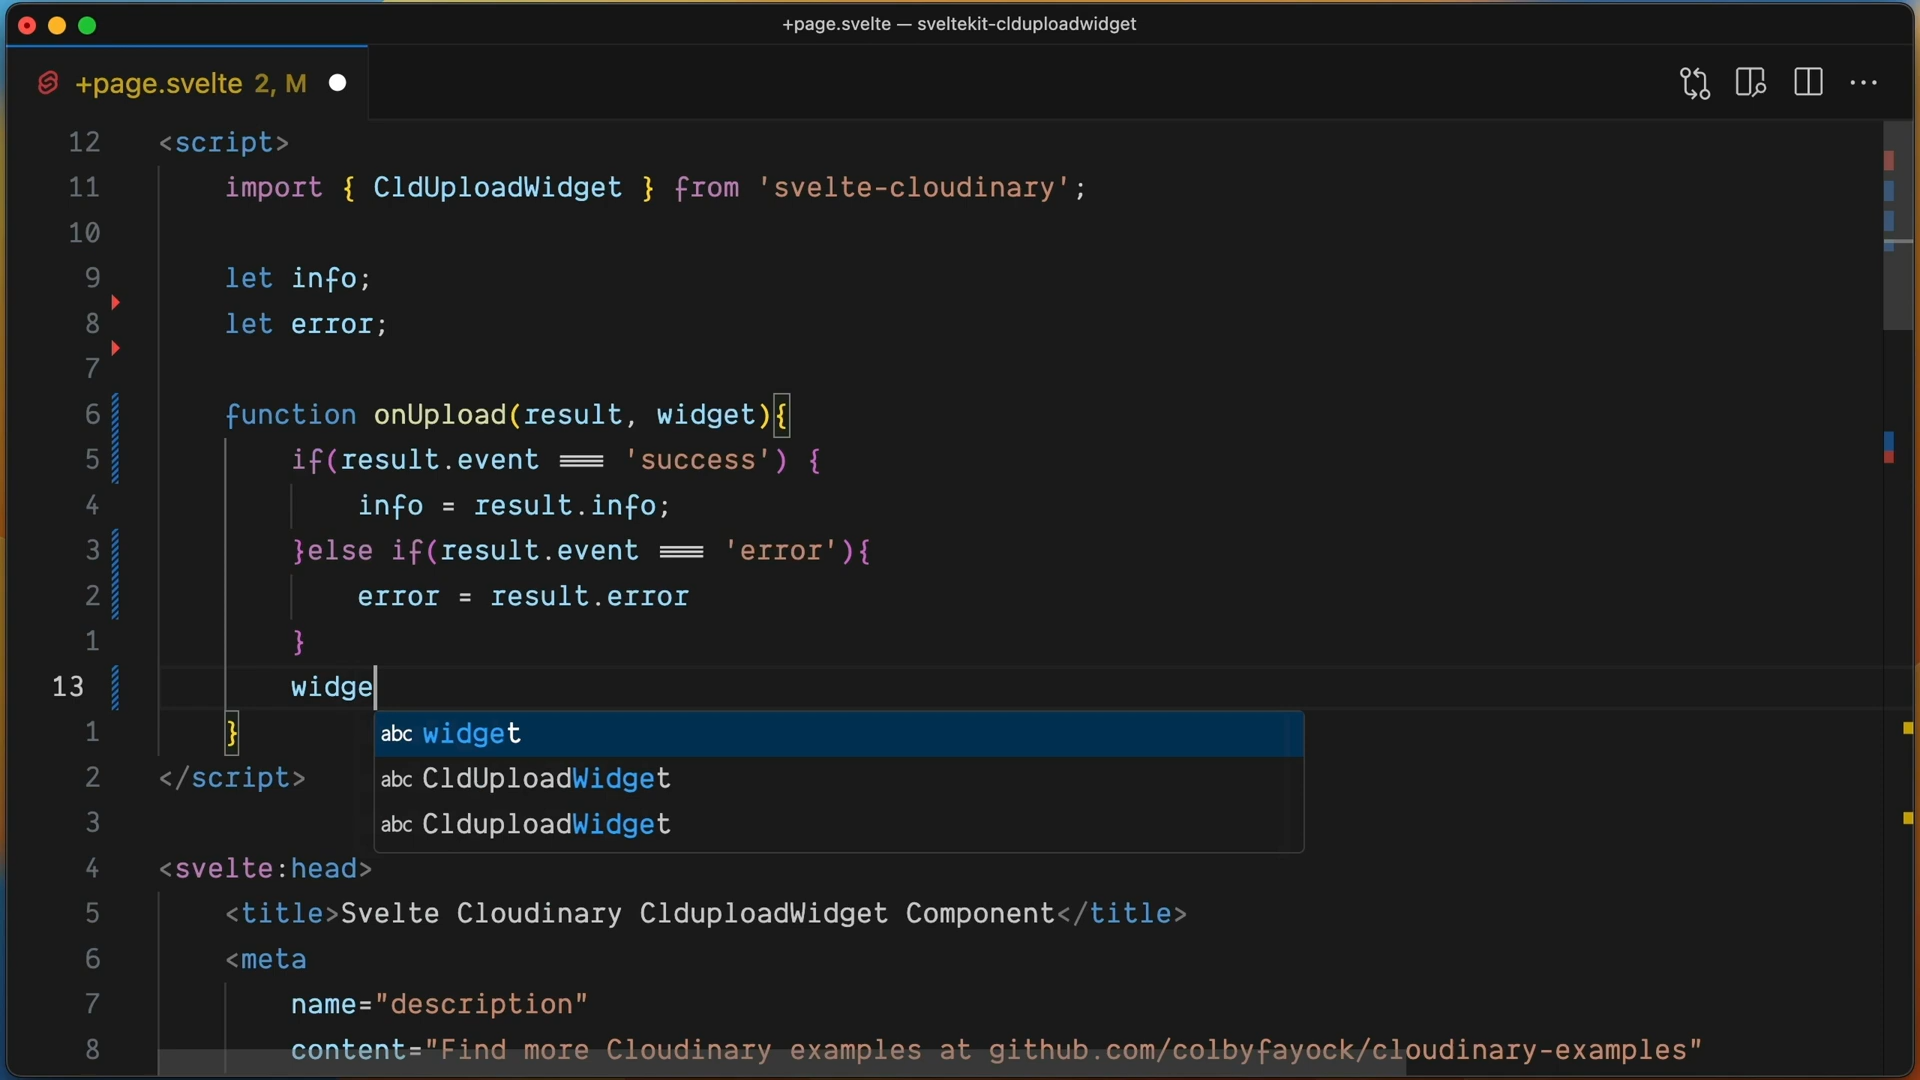 +page.svelte — sveltekit-clduploadwidget
+page.svelte 2, M
12 <script>
11 import { CldUploadWidget } from 'svelte-cloudinary';
10
9 let info;
8 let error;
7
6 function onUpload(result, widget){
5 if(result.event === 'success') {
4 info = result.info;
3 }else if(result.event === 'error'){
2 error = result.error
1 }
13 widge
1 }
abc widget
2 </script>
abc CldUploadWidget
3
abc ClduploadWidget
4 <svelte:head>
5 <title>Svelte Cloudinary ClduploadWidget Component</title>
6 <meta
7 name="description"
8 content="Find more Cloudinary examples at github.com/colbyfayock/cloudinary-examples"